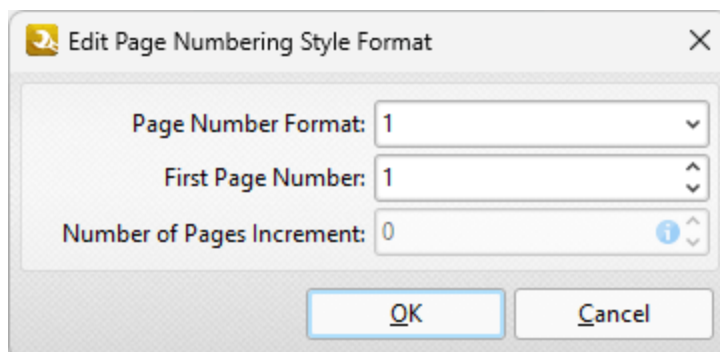 Edit Page Numbering Style Format
Page Number Format: 1
First Page Number: 1
Number of Pages Increment: 0
OK Cancel